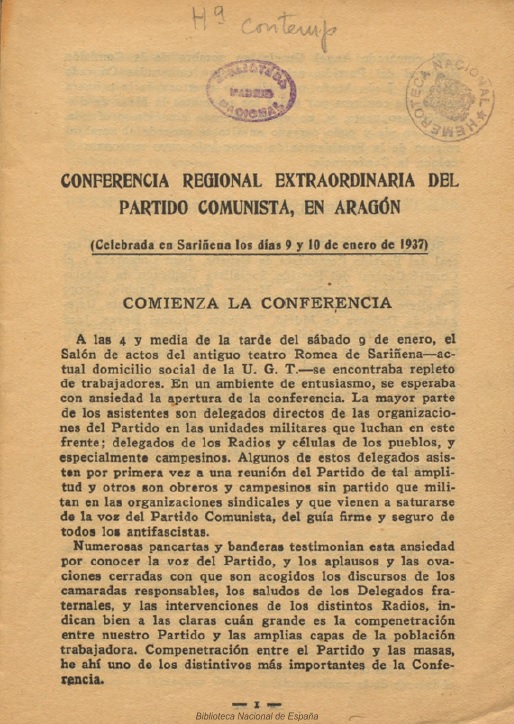 Hª contemp
BIBLIOTECA
MADRID
NACIONAL
HEMEROTECA NACIONAL
CONFERENCIA REGIONAL EXTRAORDINARIA DEL
PARTIDO COMUNISTA, EN ARAGÓN
(Celebrada en Sariñena los días 9 y 10 de enero de 1937)
COMIENZA LA CONFERENCIA
A las 4 y media de la tarde del sábado 9 de enero, el
Salón de actos del antiguo teatro Romea de Sariñena—ac-
tual domicilio social de la U. G. T.—se encontraba repleto
de trabajadores. En un ambiente de entusiasmo, se esperaba
con ansiedad la apertura de la conferencia. La mayor parte
de los asistentes son delegados directos de las organizacio-
nes del Partido en las unidades militares que luchan en este
frente; delegados de los Radios y células de los pueblos, y
especialmente campesinos. Algunos de estos delegados asis-
ten por primera vez a una reunión del Partido de tal ampli-
tud y otros son obreros y campesinos sin partido que mili-
tan en las organizaciones sindicales y que vienen a saturarse
de la voz del Partido Comunista, del guía firme y seguro de
todos los antifascistas.
Numerosas pancartas y banderas testimonian esta ansiedad
por conocer la voz del Partido, y los aplausos y las ova-
ciones cerradas con que son acogidos los discursos de los
camaradas responsables, los saludos de los Delegados fra-
ternales, y las intervenciones de los distintos Radios, in-
dican bien a las claras cuán grande es la compenetración
entre nuestro Partido y las amplias capas de la población
trabajadora. Compenetración entre el Partido y las masas,
he ahí uno de los distintivos más importantes de la Confe-
rencia.
— 1 —
Biblioteca Nacional de España